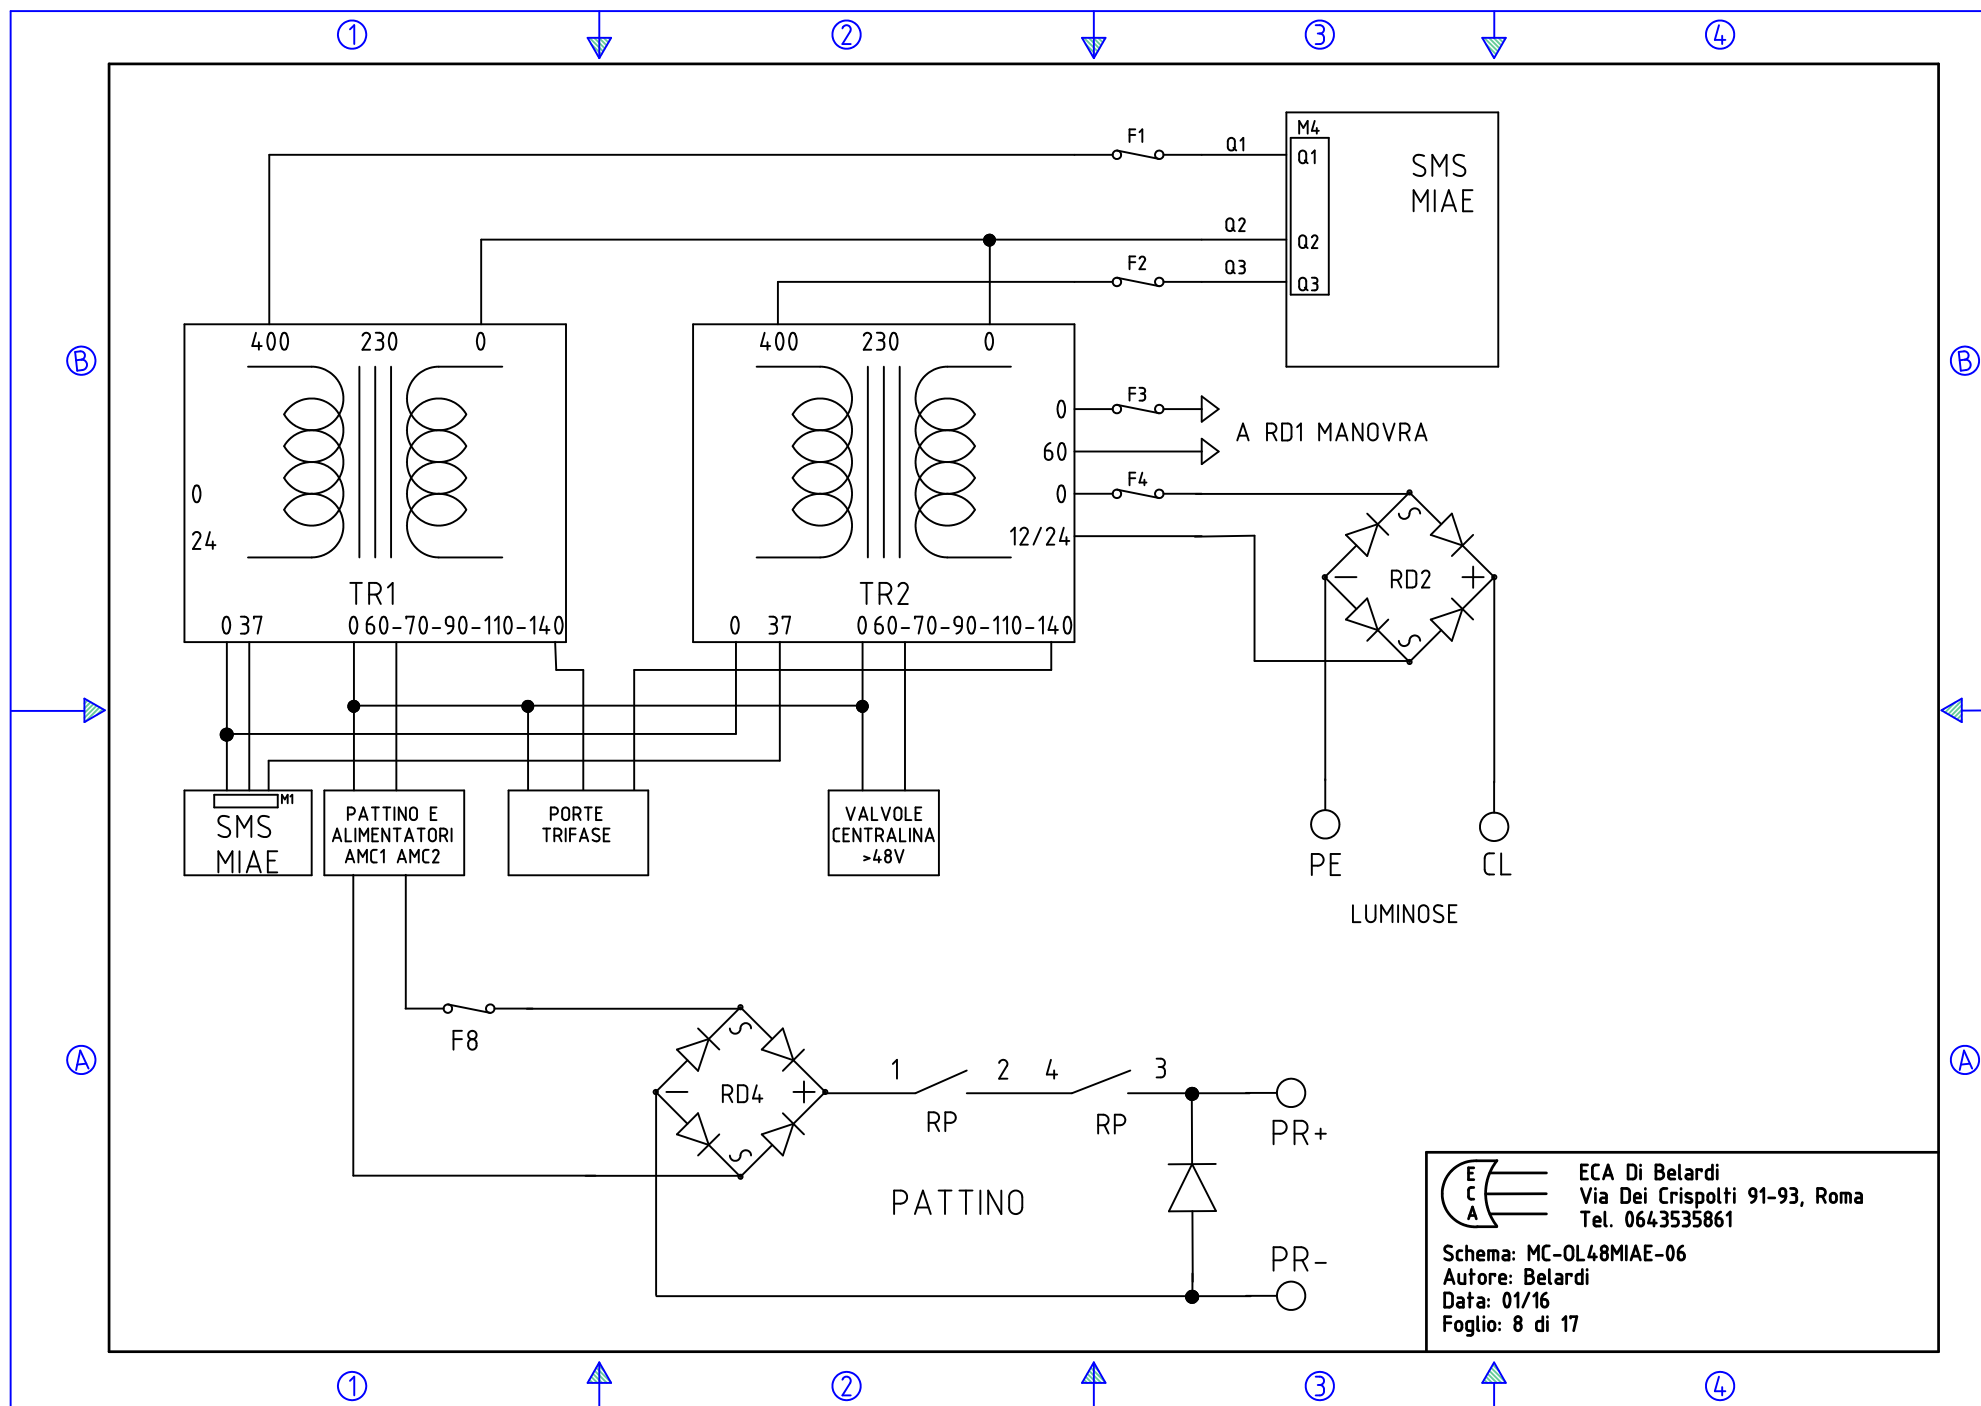 1 2 3 4
F1
Q1
M4
Q1
SMS
MIAE
Q2
Q2
F2
Q3
Q3
400 230 0
400 230 0
B
B
0
F3
A RD1 MANOVRA
60
0
F4
0
24
12/24
RD2
TR1
TR2
0 37 0 60-70-90-110-140
0 37 0 60-70-90-110-140
M1
SMS
MIAE
PATTINO E
ALIMENTATORI
AMC1 AMC2
PORTE
TRIFASE
VALVOLE
CENTRALINA
>48V
PE
CL
LUMINOSE
F8
A
A
RD4
1 2 4 3
RP
RP
PR+
PATTINO
PR-
E
C
A
ECA Di Belardi
Via Dei Crispolti 91-93, Roma
Tel. 0643535861
Schema: MC-OL48MIAE-06
Autore: Belardi
Data: 01/16
Foglio: 8 di 17
1 2 3 4